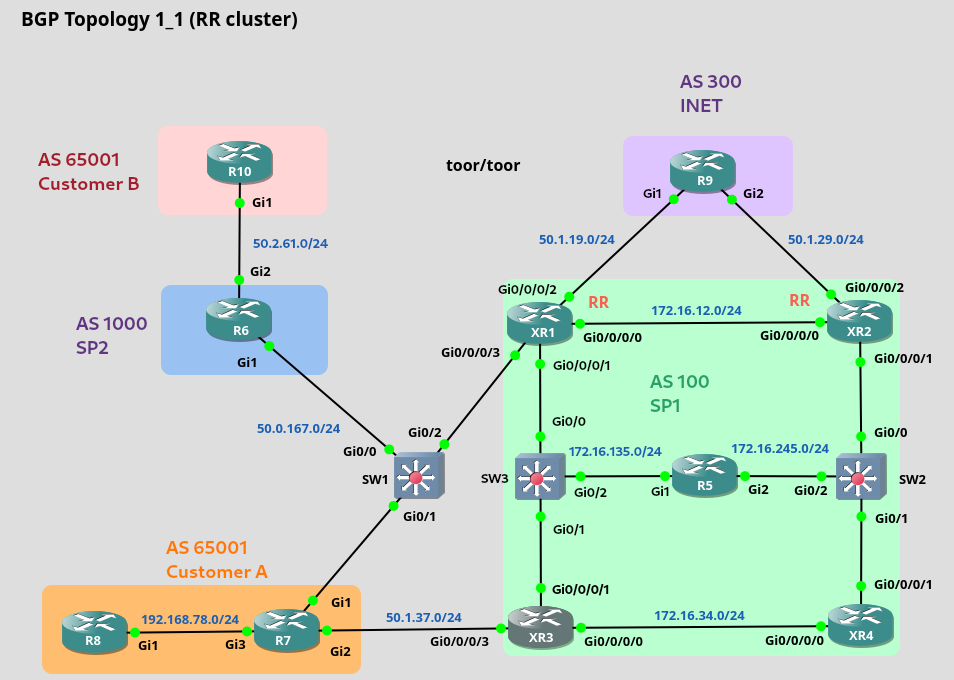 BGP Topology 1_1 (RR cluster)
AS 300
INET
AS 65001
Customer B
R10
Gi1
toor/toor
R9
Gi1
Gi2
50.2.61.0/24
50.1.19.0/24
50.1.29.0/24
Gi2
AS 1000
SP2
R6
Gi1
Gi0/0/0/2
RR
RR
Gi0/0/0/2
XR1
172.16.12.0/24
XR2
Gi0/0/0/0
Gi0/0/0/0
Gi0/0/0/3
Gi0/0/0/1
Gi0/0/0/1
AS 100
SP1
50.0.167.0/24
Gi0/2
Gi0/0
Gi0/0
Gi0/0
SW1
Gi0/1
172.16.135.0/24
172.16.245.0/24
SW3
Gi0/2
Gi1
R5
Gi2
Gi0/2
SW2
Gi0/1
Gi0/1
AS 65001
Customer A
Gi0/0/0/1
Gi0/0/0/1
Gi1
192.168.78.0/24
50.1.37.0/24
172.16.34.0/24
R8
Gi1
Gi3
R7
Gi2
Gi0/0/0/3
XR3
Gi0/0/0/0
Gi0/0/0/0
XR4